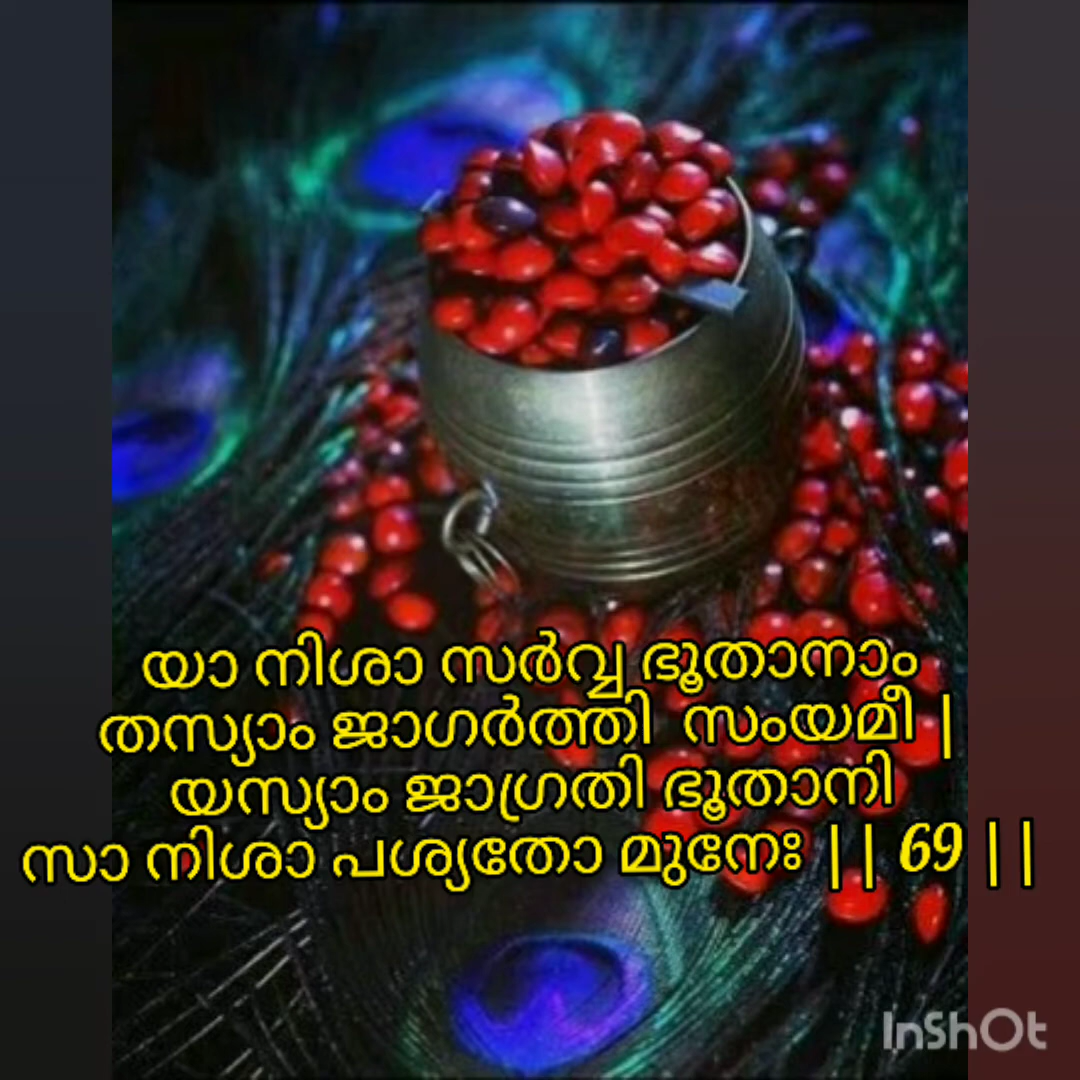 യാ നിശാ സർവ്വ ഭൂതാനാം
തസ്യാം ജാഗർത്തി സംയമീ |
യസ്യാം ജാഗ്രതി ഭൂതാനി
സാ നിശാ പശ്യതോ മുനേഃ || 69 ||
InShOt